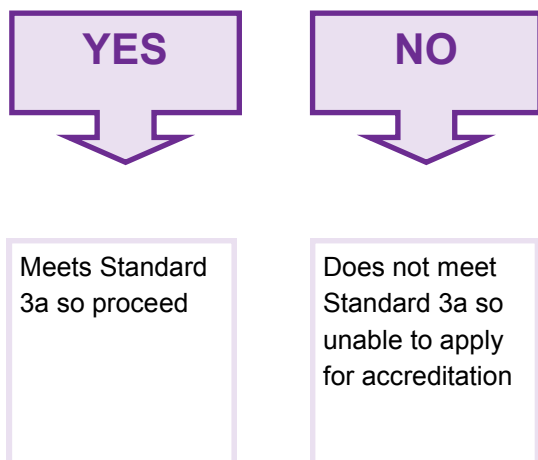 YES
NO
Meets Standard
3a so proceed
Does not meet
Standard 3a so
unable to apply
for accreditation